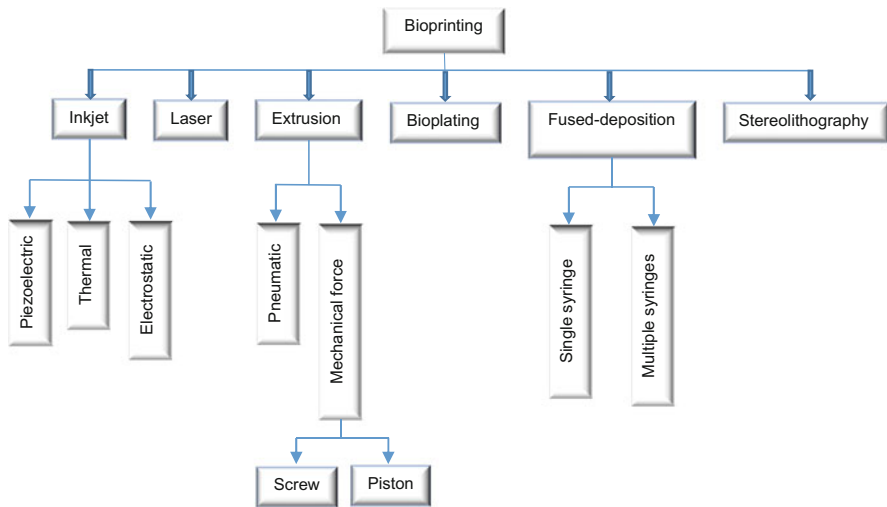 Bioprinting
Inkjet
Laser
Extrusion
Bioplating
Fused-deposition
Stereolithography
Piezoelectric
Thermal
Electrostatic
Pneumatic
Mechanical force
Single syringe
Multiple syringes
Screw
Piston